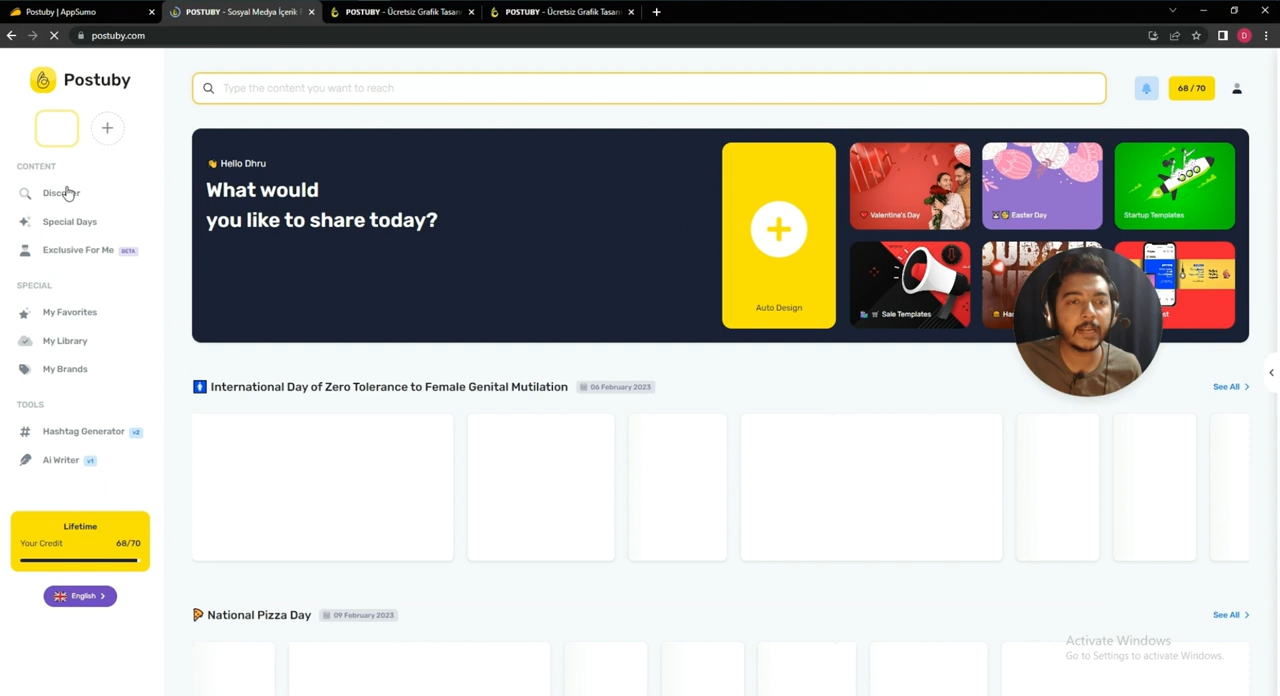 Postuby | AppSumo
POSTUBY - Sosyal Medya İçerik
POSTUBY - Ücretsiz Grafik Tasarı
POSTUBY - Ücretsiz Grafik Tasarı
postuby.com
D
Postuby
Type the content you want to reach
68 / 70
CONTENT
Discover
Special Days
Exclusive For Me BETA
SPECIAL
My Favorites
My Library
My Brands
TOOLS
Hashtag Generator v2
Ai Writer v1
Lifetime
Your Credit 68/70
English >
Hello Dhru
What would
you like to share today?
Auto Design
Valentine's Day
Easter Day
Startup Templates
Sale Templates
BURGER
International Day of Zero Tolerance to Female Genital Mutilation 06 February 2023
See All >
National Pizza Day 09 February 2023
See All >
Activate Windows
Go to Settings to activate Windows.